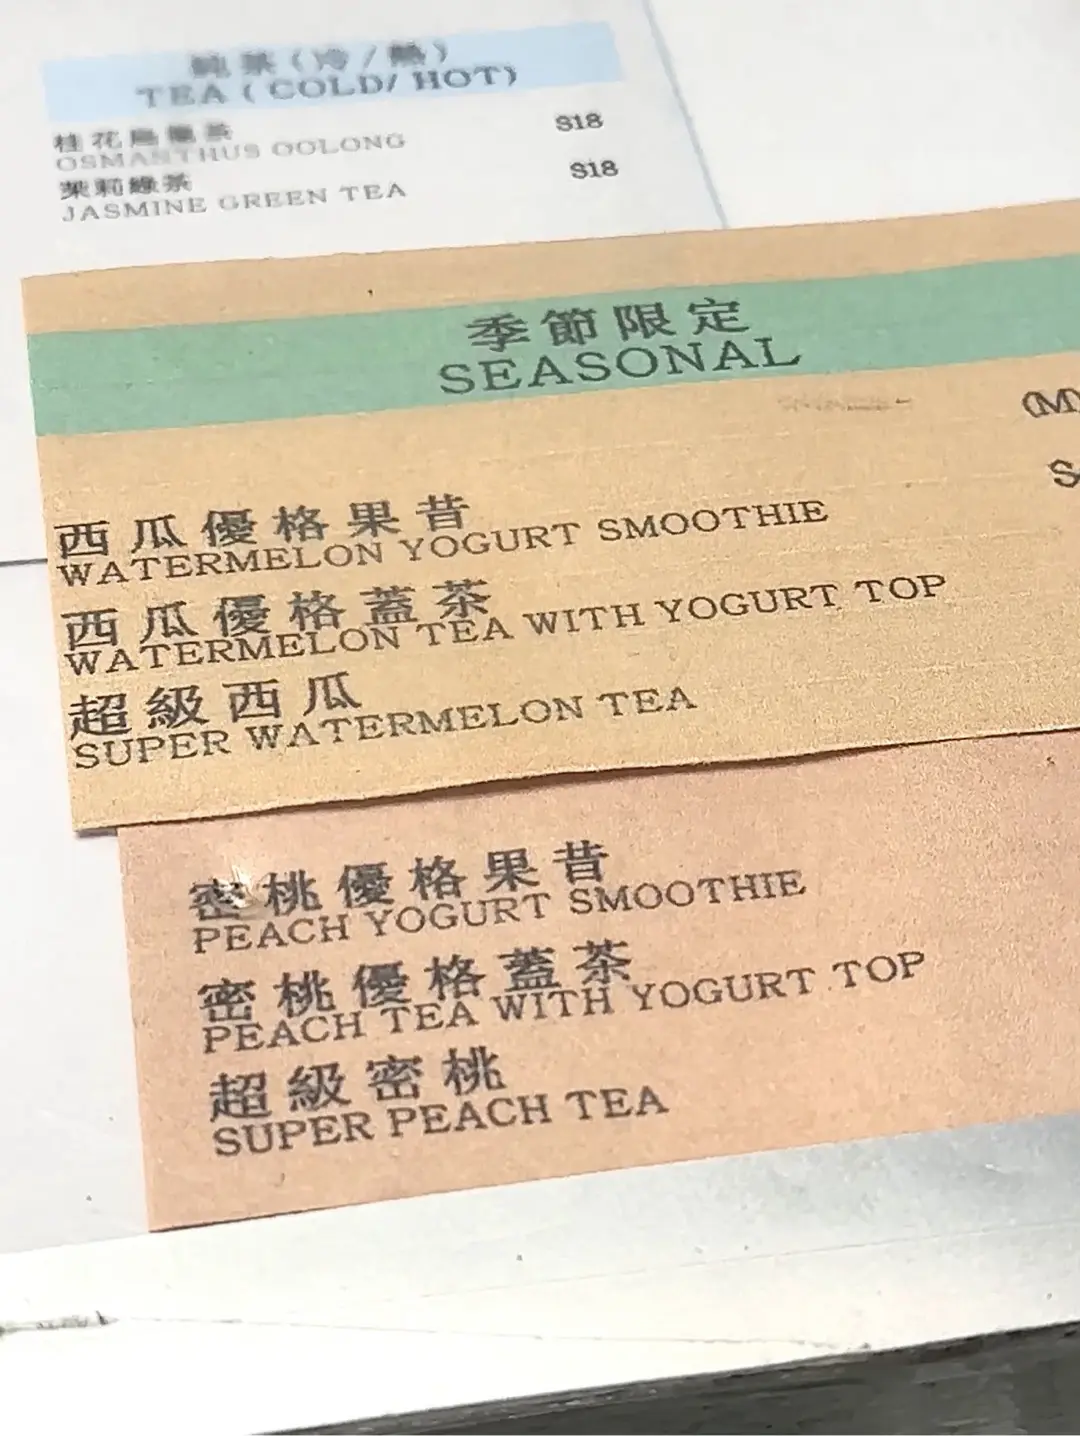 純茶(冷/熱)
TEA (COLD/ HOT)
桂花烏龍茶 $18
OSMANTHUS OOLONG
茉莉綠茶 $18
JASMINE GREEN TEA
季節限定
SEASONAL
(M)
西瓜優格果昔
WATERMELON YOGURT SMOOTHIE
西瓜優格蓋茶
WATERMELON TEA WITH YOGURT TOP
超級西瓜
SUPER WATERMELON TEA
密桃優格果昔
PEACH YOGURT SMOOTHIE
密桃優格蓋茶
PEACH TEA WITH YOGURT TOP
超級密桃
SUPER PEACH TEA